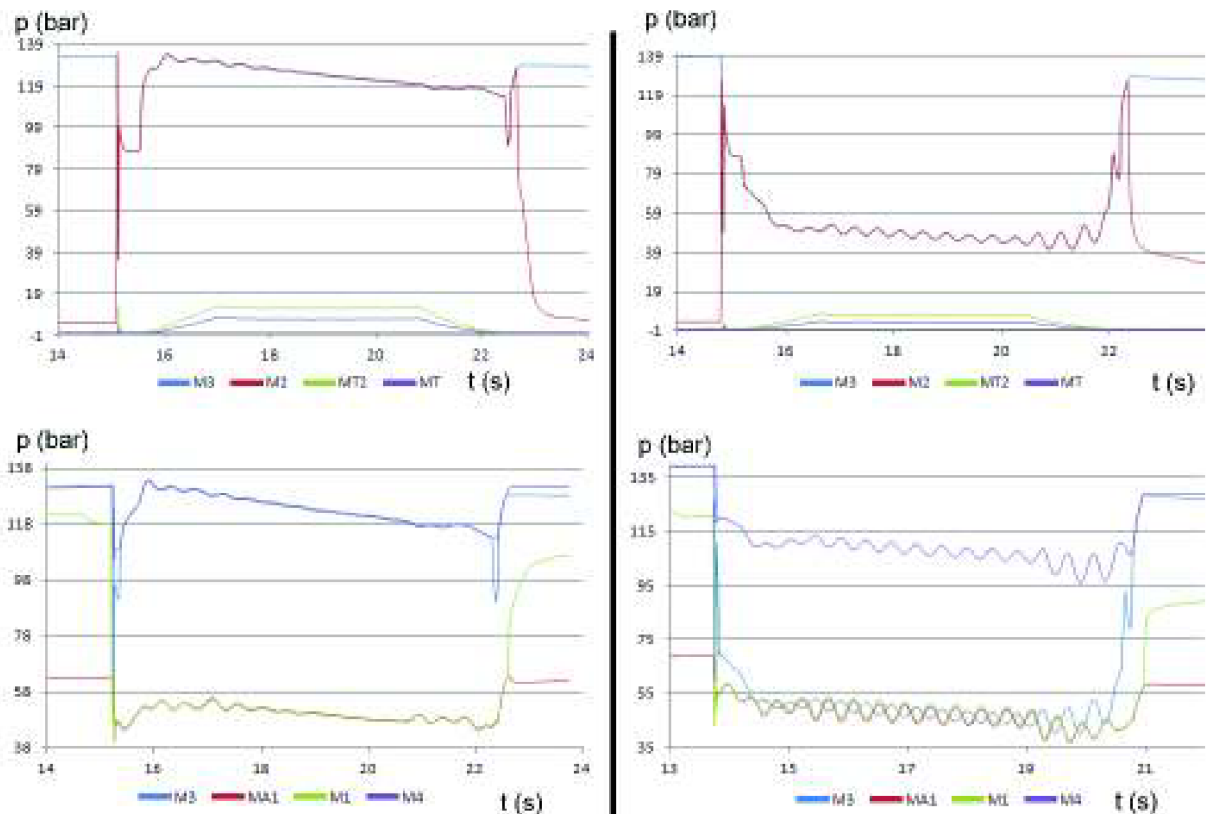 p (bar)
139
119
99
79
59
39
19
-1
14 16 18 20 22 24
M3 M2 MT2 MT t (s)
p (bar)
139
119
99
79
59
39
19
-1
14 16 18 20 22
M3 M2 MT2 MT t (s)
p (bar)
138
118
98
78
58
38
14 16 18 20 22 24
M3 MA1 M1 M4 t (s)
p (bar)
135
115
95
75
55
35
13 15 17 19 21
M3 MA1 M1 M4 t (s)